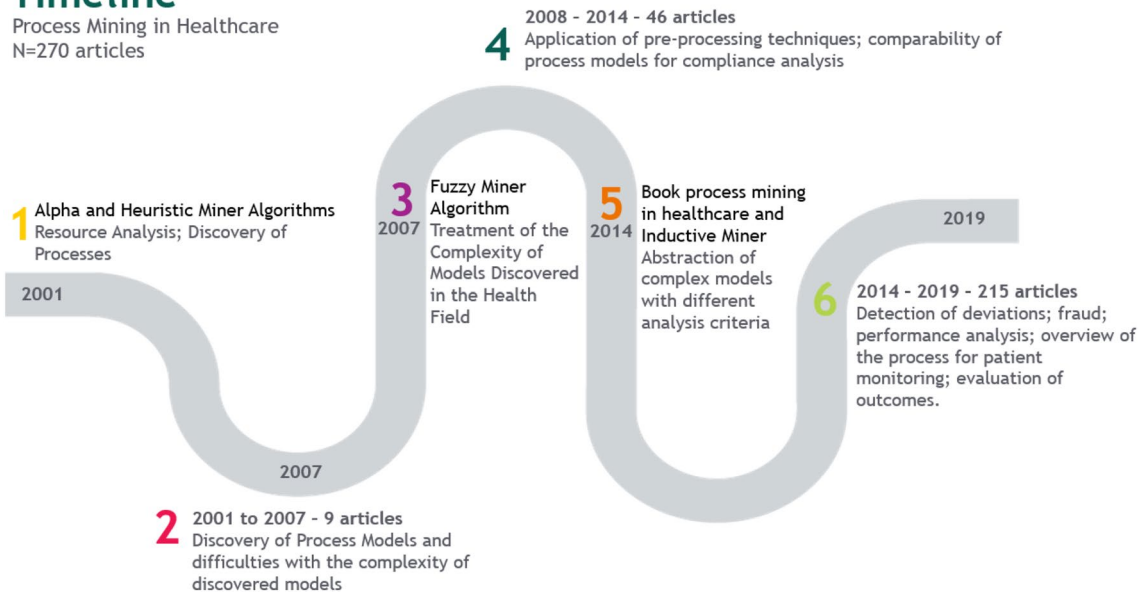 Timeline
Process Mining in Healthcare
N=270 articles
2008 - 2014 - 46 articles
4
Application of pre-processing techniques; comparability of
process models for compliance analysis
1
Alpha and Heuristic Miner Algorithms
Resource Analysis; Discovery of
Processes
2001
3
2007
Fuzzy Miner
Algorithm
Treatment of the
Complexity of
Models Discovered
in the Health
Field
5
2014
Book process mining
in healthcare and
Inductive Miner
Abstraction of
complex models
with different
analysis criteria
2019
6
2014 - 2019 - 215 articles
Detection of deviations; fraud;
performance analysis; overview of
the process for patient
monitoring; evaluation of
outcomes.
2007
2
2001 to 2007 - 9 articles
Discovery of Process Models and
difficulties with the complexity of
discovered models